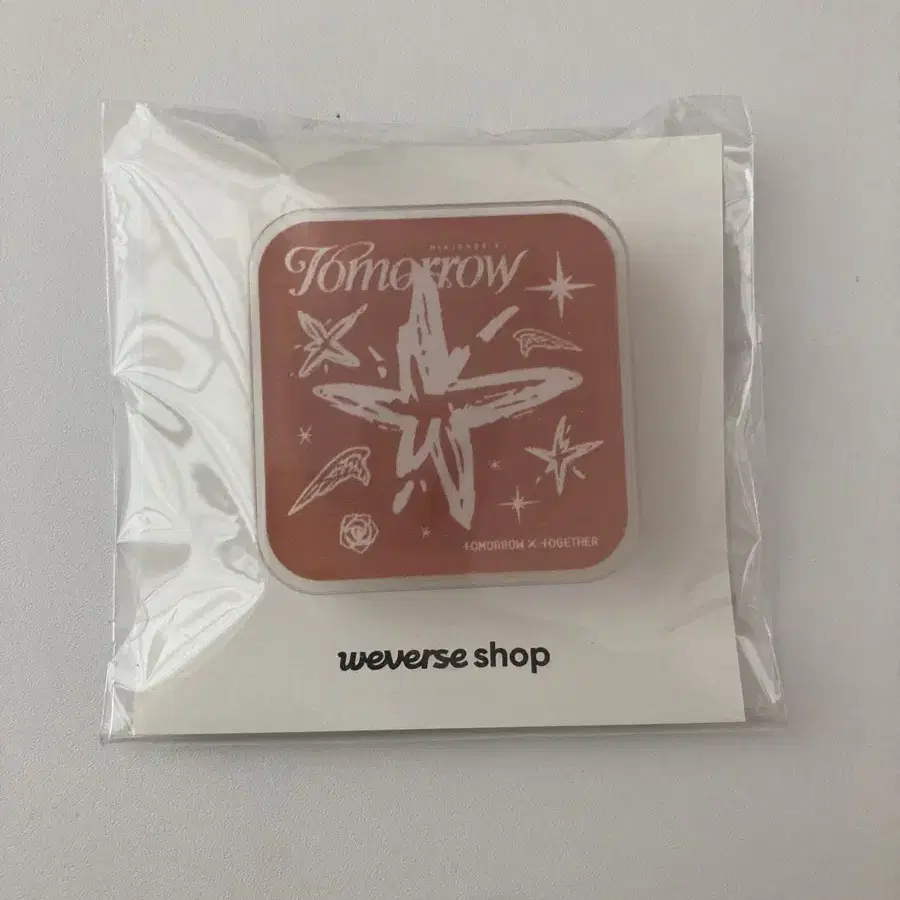 minisode 3:
Tomorrow
TOMORROW × TOGETHER
weverse shop